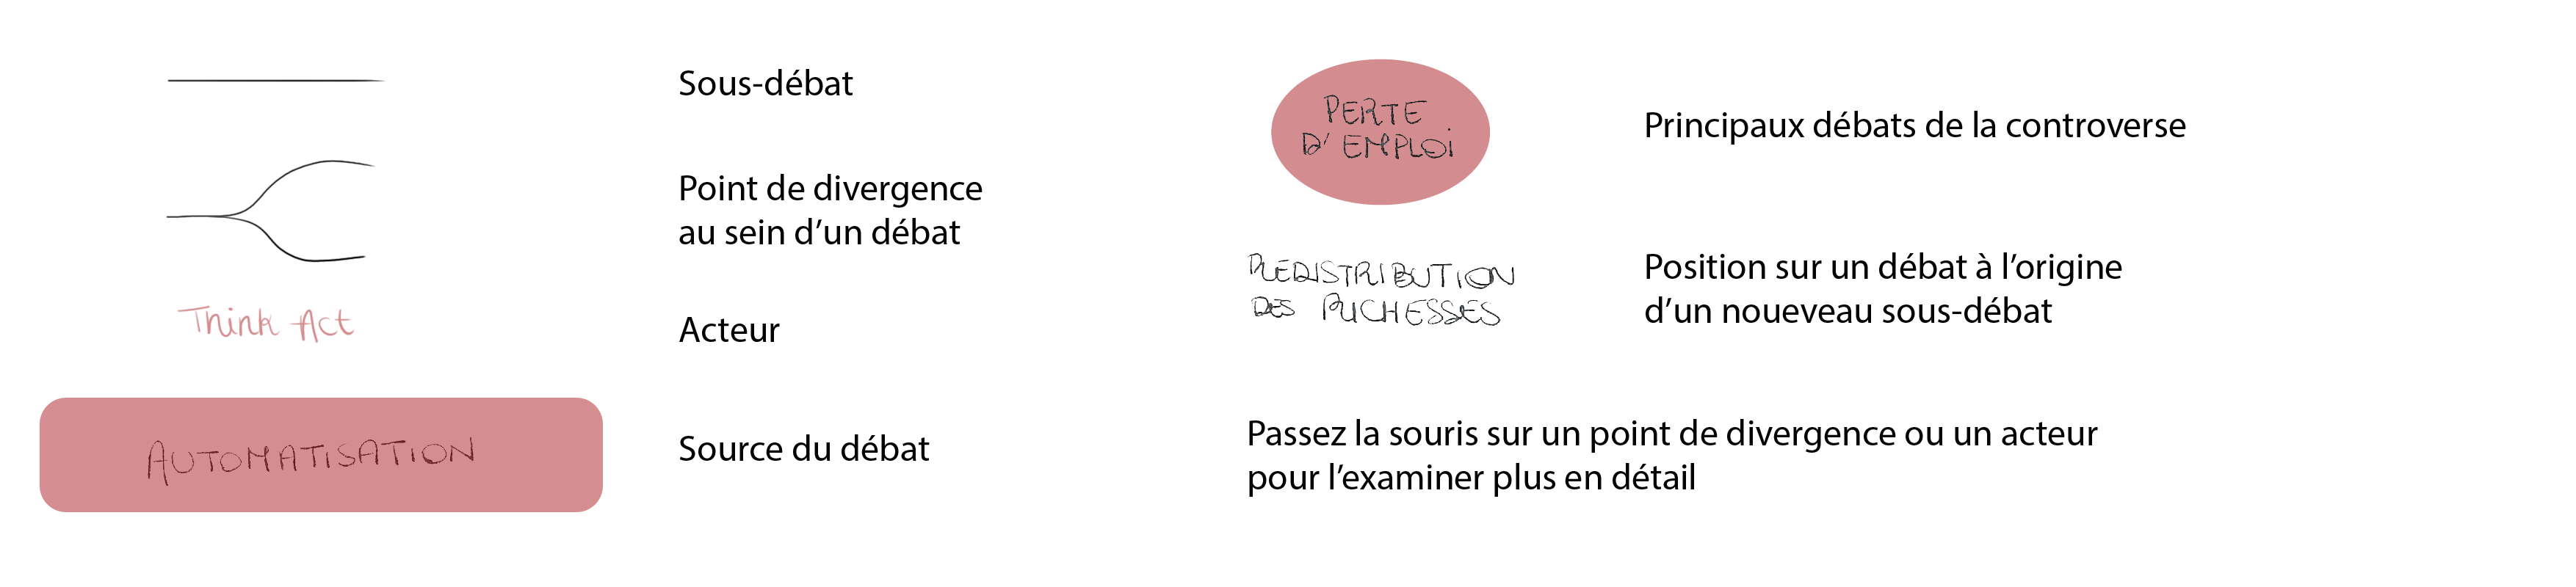 Sous-débat
Point de divergence
au sein d'un débat
Think Act
Acteur
AUTOMATISATION
Source du débat
PERTE
D'EMPLOI
Principaux débats de la controverse
REDISTRIBUTION
DES RICHESSES
Position sur un débat à l'origine
d'un noueveau sous-débat
Passez la souris sur un point de divergence ou un acteur
pour l'examiner plus en détail